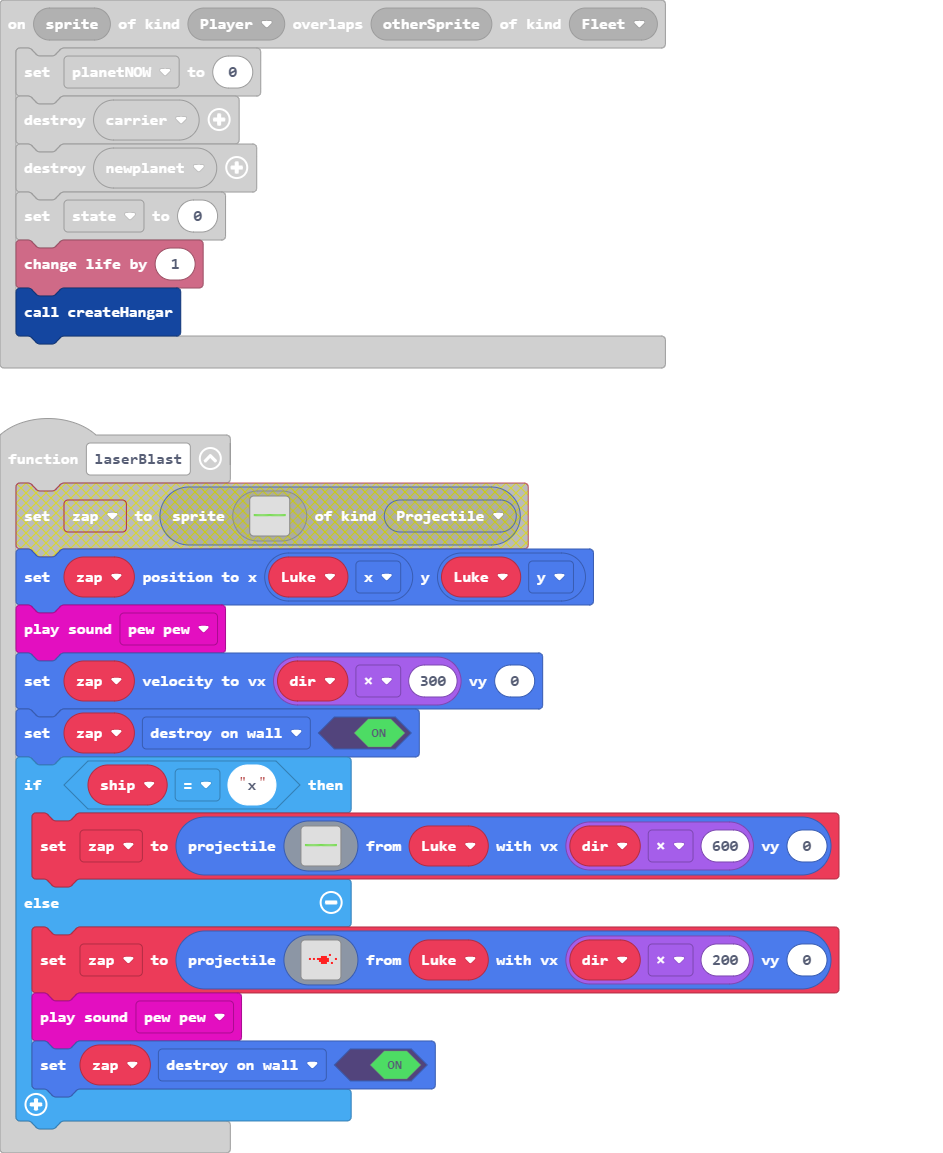 on sprite of kind Player overlaps otherSprite of kind Fleet
set planetNOW to 0
destroy carrier
destroy newplanet
set state to 0
change life by 1
call createHangar
function laserBlast
set zap to sprite of kind Projectile
set zap position to x Luke x y Luke y
play sound pew pew
set zap velocity to vx dir × 300 vy 0
set zap destroy on wall ON
if ship = "x" then
set zap to projectile from Luke with vx dir × 600 vy 0
else
set zap to projectile from Luke with vx dir × 200 vy 0
play sound pew pew
set zap destroy on wall ON